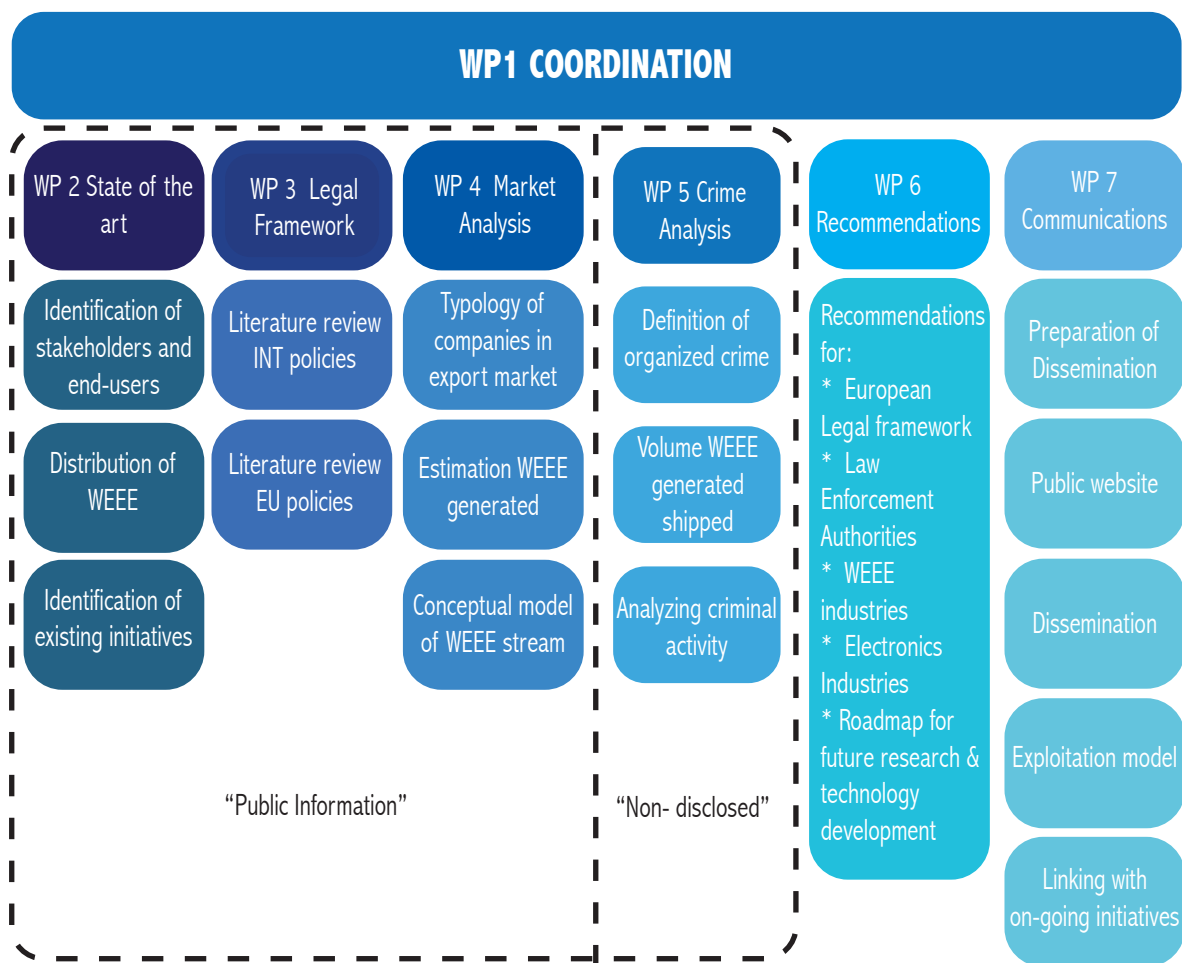 WP1 COORDINATION
WP 2 State of the
art
Identification of
stakeholders and
end-users
Distribution of
WEEE
Identification of
existing initiatives
WP 3 Legal
Framework
Literature review
INT policies
Literature review
EU policies
WP 4 Market
Analysis
Typology of
companies in
export market
Estimation WEEE
generated
Conceptual model
of WEEE stream
“Public Information”
WP 5 Crime
Analysis
Definition of
organized crime
Volume WEEE
generated
shipped
Analyzing criminal
activity
“Non- disclosed”
WP 6
Recommendations
Recommendations
for:
* European
Legal framework
* Law
Enforcement
Authorities
* WEEE
industries
* Electronics
Industries
* Roadmap for
future research &
technology
development
WP 7
Communications
Preparation of
Dissemination
Public website
Dissemination
Exploitation model
Linking with
on-going initiatives